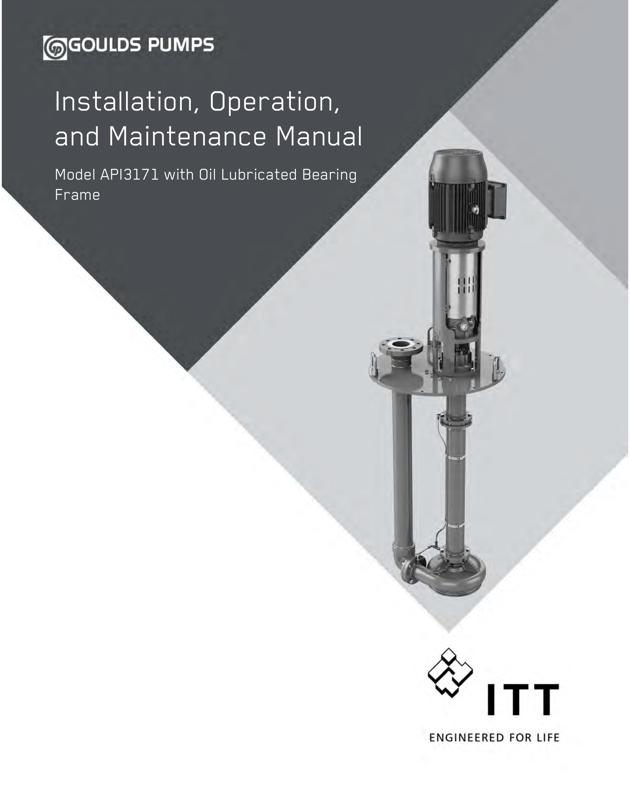 GOULDS PUMPS
Installation, Operation,
and Maintenance Manual
Model API3171 with Oil Lubricated Bearing
Frame
ITT
ENGINEERED FOR LIFE